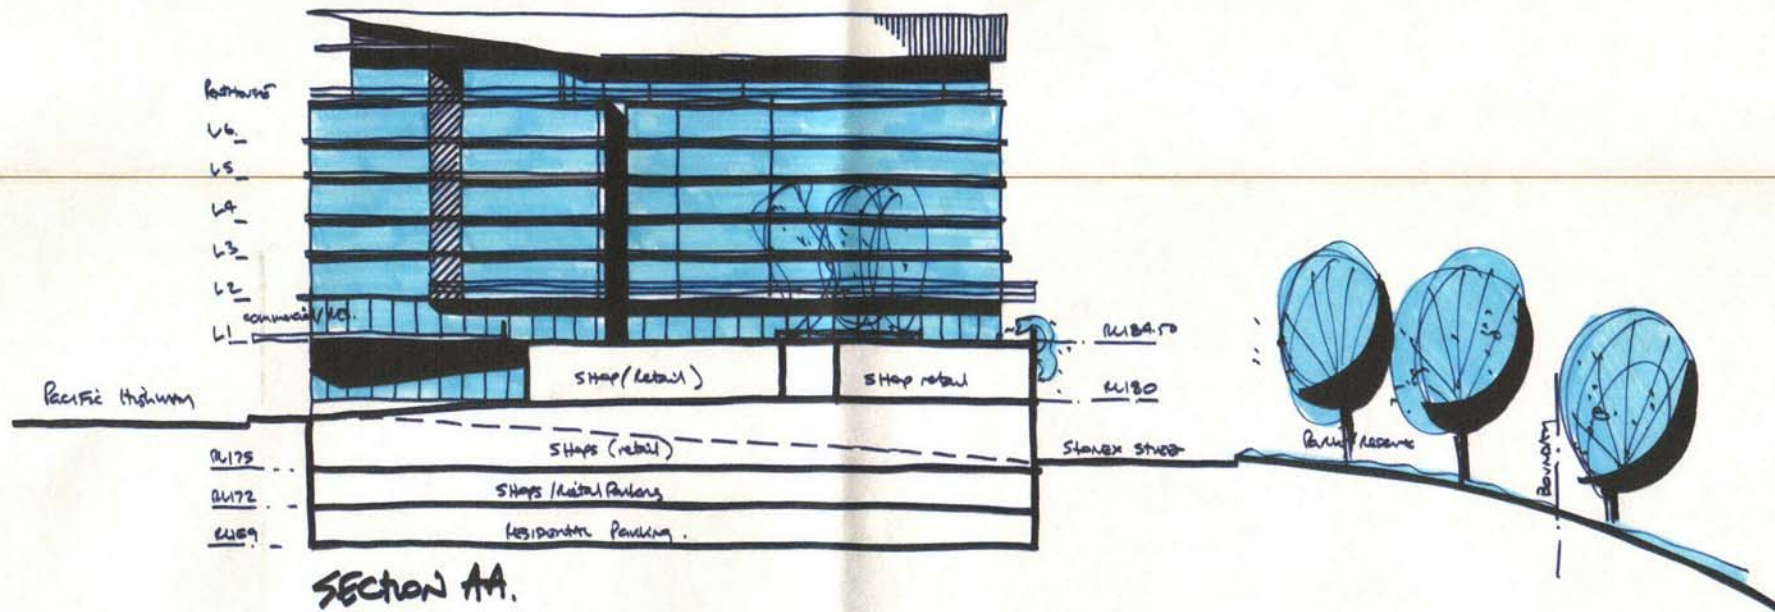 Penthouse
L6
L5
L4
L3
L2
commercial/
L1
RL184.50
SHOP (Retail)
SHOP retail
RL180
Pacific Highway
SHOPS (retail)
RL175
SHOPS / Retail Parking
RL172
RESIDENTIAL Parking.
Park / Reserve
BOUNDARY
SECTION AA.